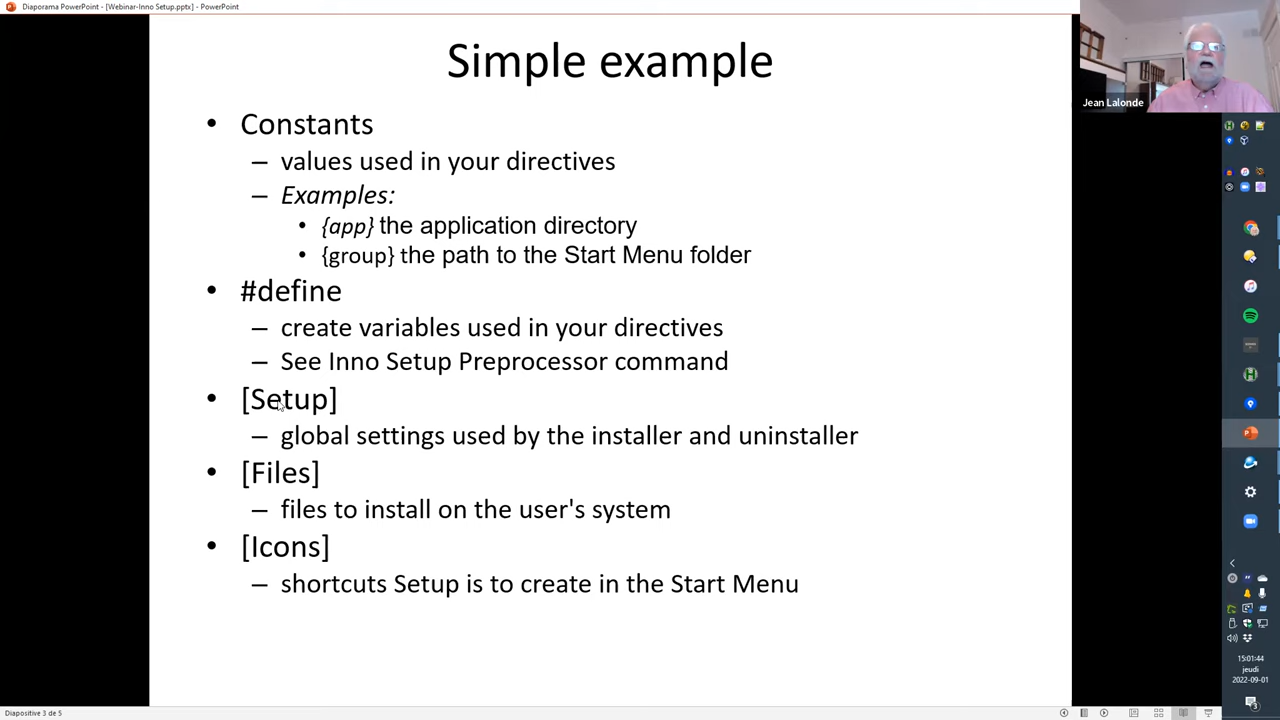 Diaporama PowerPoint - [Webinar-Inno Setup.pptx] - PowerPoint
Simple example
Jean Lalonde
• Constants
– values used in your directives
– Examples:
• {app} the application directory
• {group} the path to the Start Menu folder
• #define
– create variables used in your directives
– See Inno Setup Preprocessor command
• [Setup]
– global settings used by the installer and uninstaller
• [Files]
– files to install on the user's system
• [Icons]
– shortcuts Setup is to create in the Start Menu
15:01:44
jeudi
2022-09-01
Diapositive 3 de 5